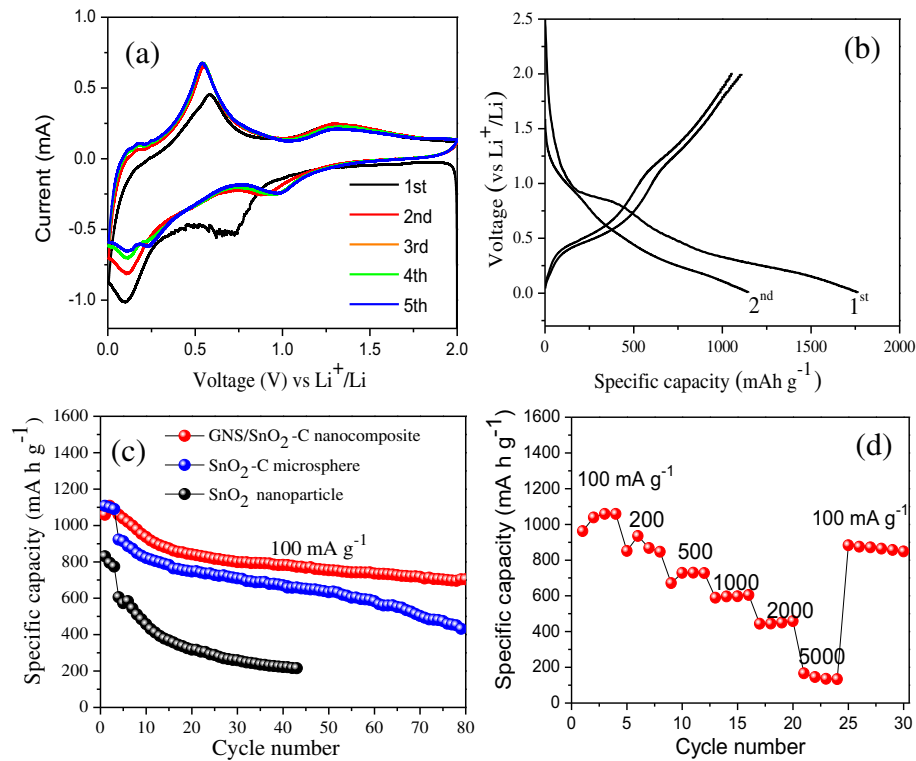 (a)
1.0
0.5
0.0
-0.5
-1.0
Current (mA)
1st
2nd
3rd
4th
5th
0.0 0.5 1.0 1.5 2.0
Voltage (V) vs Li⁺/Li
(b)
2.5
2.0
1.5
1.0
0.5
0.0
Voltage (vs Li⁺/Li)
2ⁿᵈ
1ˢᵗ
0 500 1000 1500 2000
Specific capacity (mAh g⁻¹)
(c)
1600
1400
1200
1000
800
600
400
200
0
Specific capacity (mA h g⁻¹)
GNS/SnO₂-C nanocomposite
SnO₂-C microsphere
SnO₂ nanoparticle
100 mA g⁻¹
0 10 20 30 40 50 60 70 80
Cycle number
(d)
1600
1400
1200
1000
800
600
400
200
0
Specific capacity (mA h g⁻¹)
100 mA g⁻¹
200
500
1000
2000
5000
100 mA g⁻¹
0 5 10 15 20 25 30
Cycle number